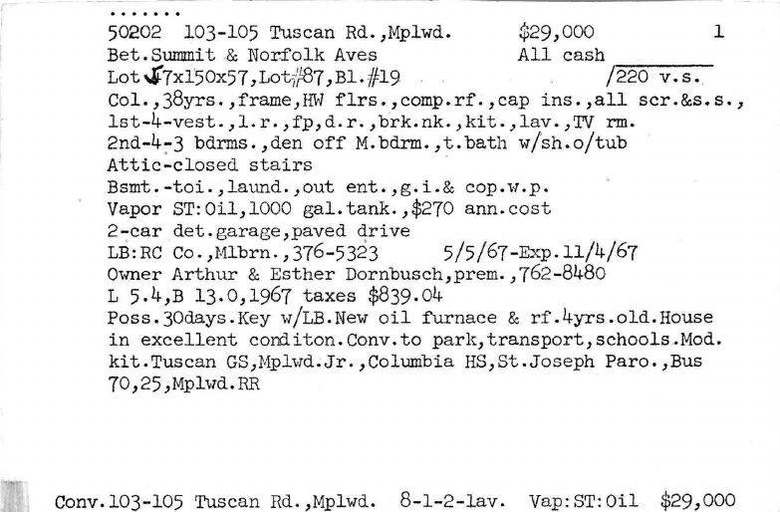 50202 103-105 Tuscan Rd.,Mplwd. $29,000 1
Bet.Summit & Norfolk Aves All cash
Lot 7x150x57,Lot#87,Bl.#19 /220 v.s.
Col.,38yrs.,frame,HW flrs.,comp.rf.,cap ins.,all scr.&s.s.,
1st-4-vest.,l.r.,fp,d.r.,brk.nk.,kit.,lav.,TV rm.
2nd-4-3 bdrms.,den off M.bdrm.,t.bath w/sh.o/tub
Attic-closed stairs
Bsmt.-toi.,laund.,out ent.,g.i.& cop.w.p.
Vapor ST:Oil,1000 gal.tank.,$270 ann.cost
2-car det.garage,paved drive
LB:RC Co.,Mlbrn.,376-5323 5/5/67-Exp.11/4/67
Owner Arthur & Esther Dornbusch,prem.,762-8480
L 5.4,B 13.0,1967 taxes $839.04
Poss.30days.Key w/LB.New oil furnace & rf.4yrs.old.House
in excellent conditon.Conv.to park,transport,schools.Mod.
kit.Tuscan GS,Mplwd.Jr.,Columbia HS,St.Joseph Paro.,Bus
70,25,Mplwd.RR
Conv.103-105 Tuscan Rd.,Mplwd. 8-1-2-lav. Vap:ST:Oil $29,000